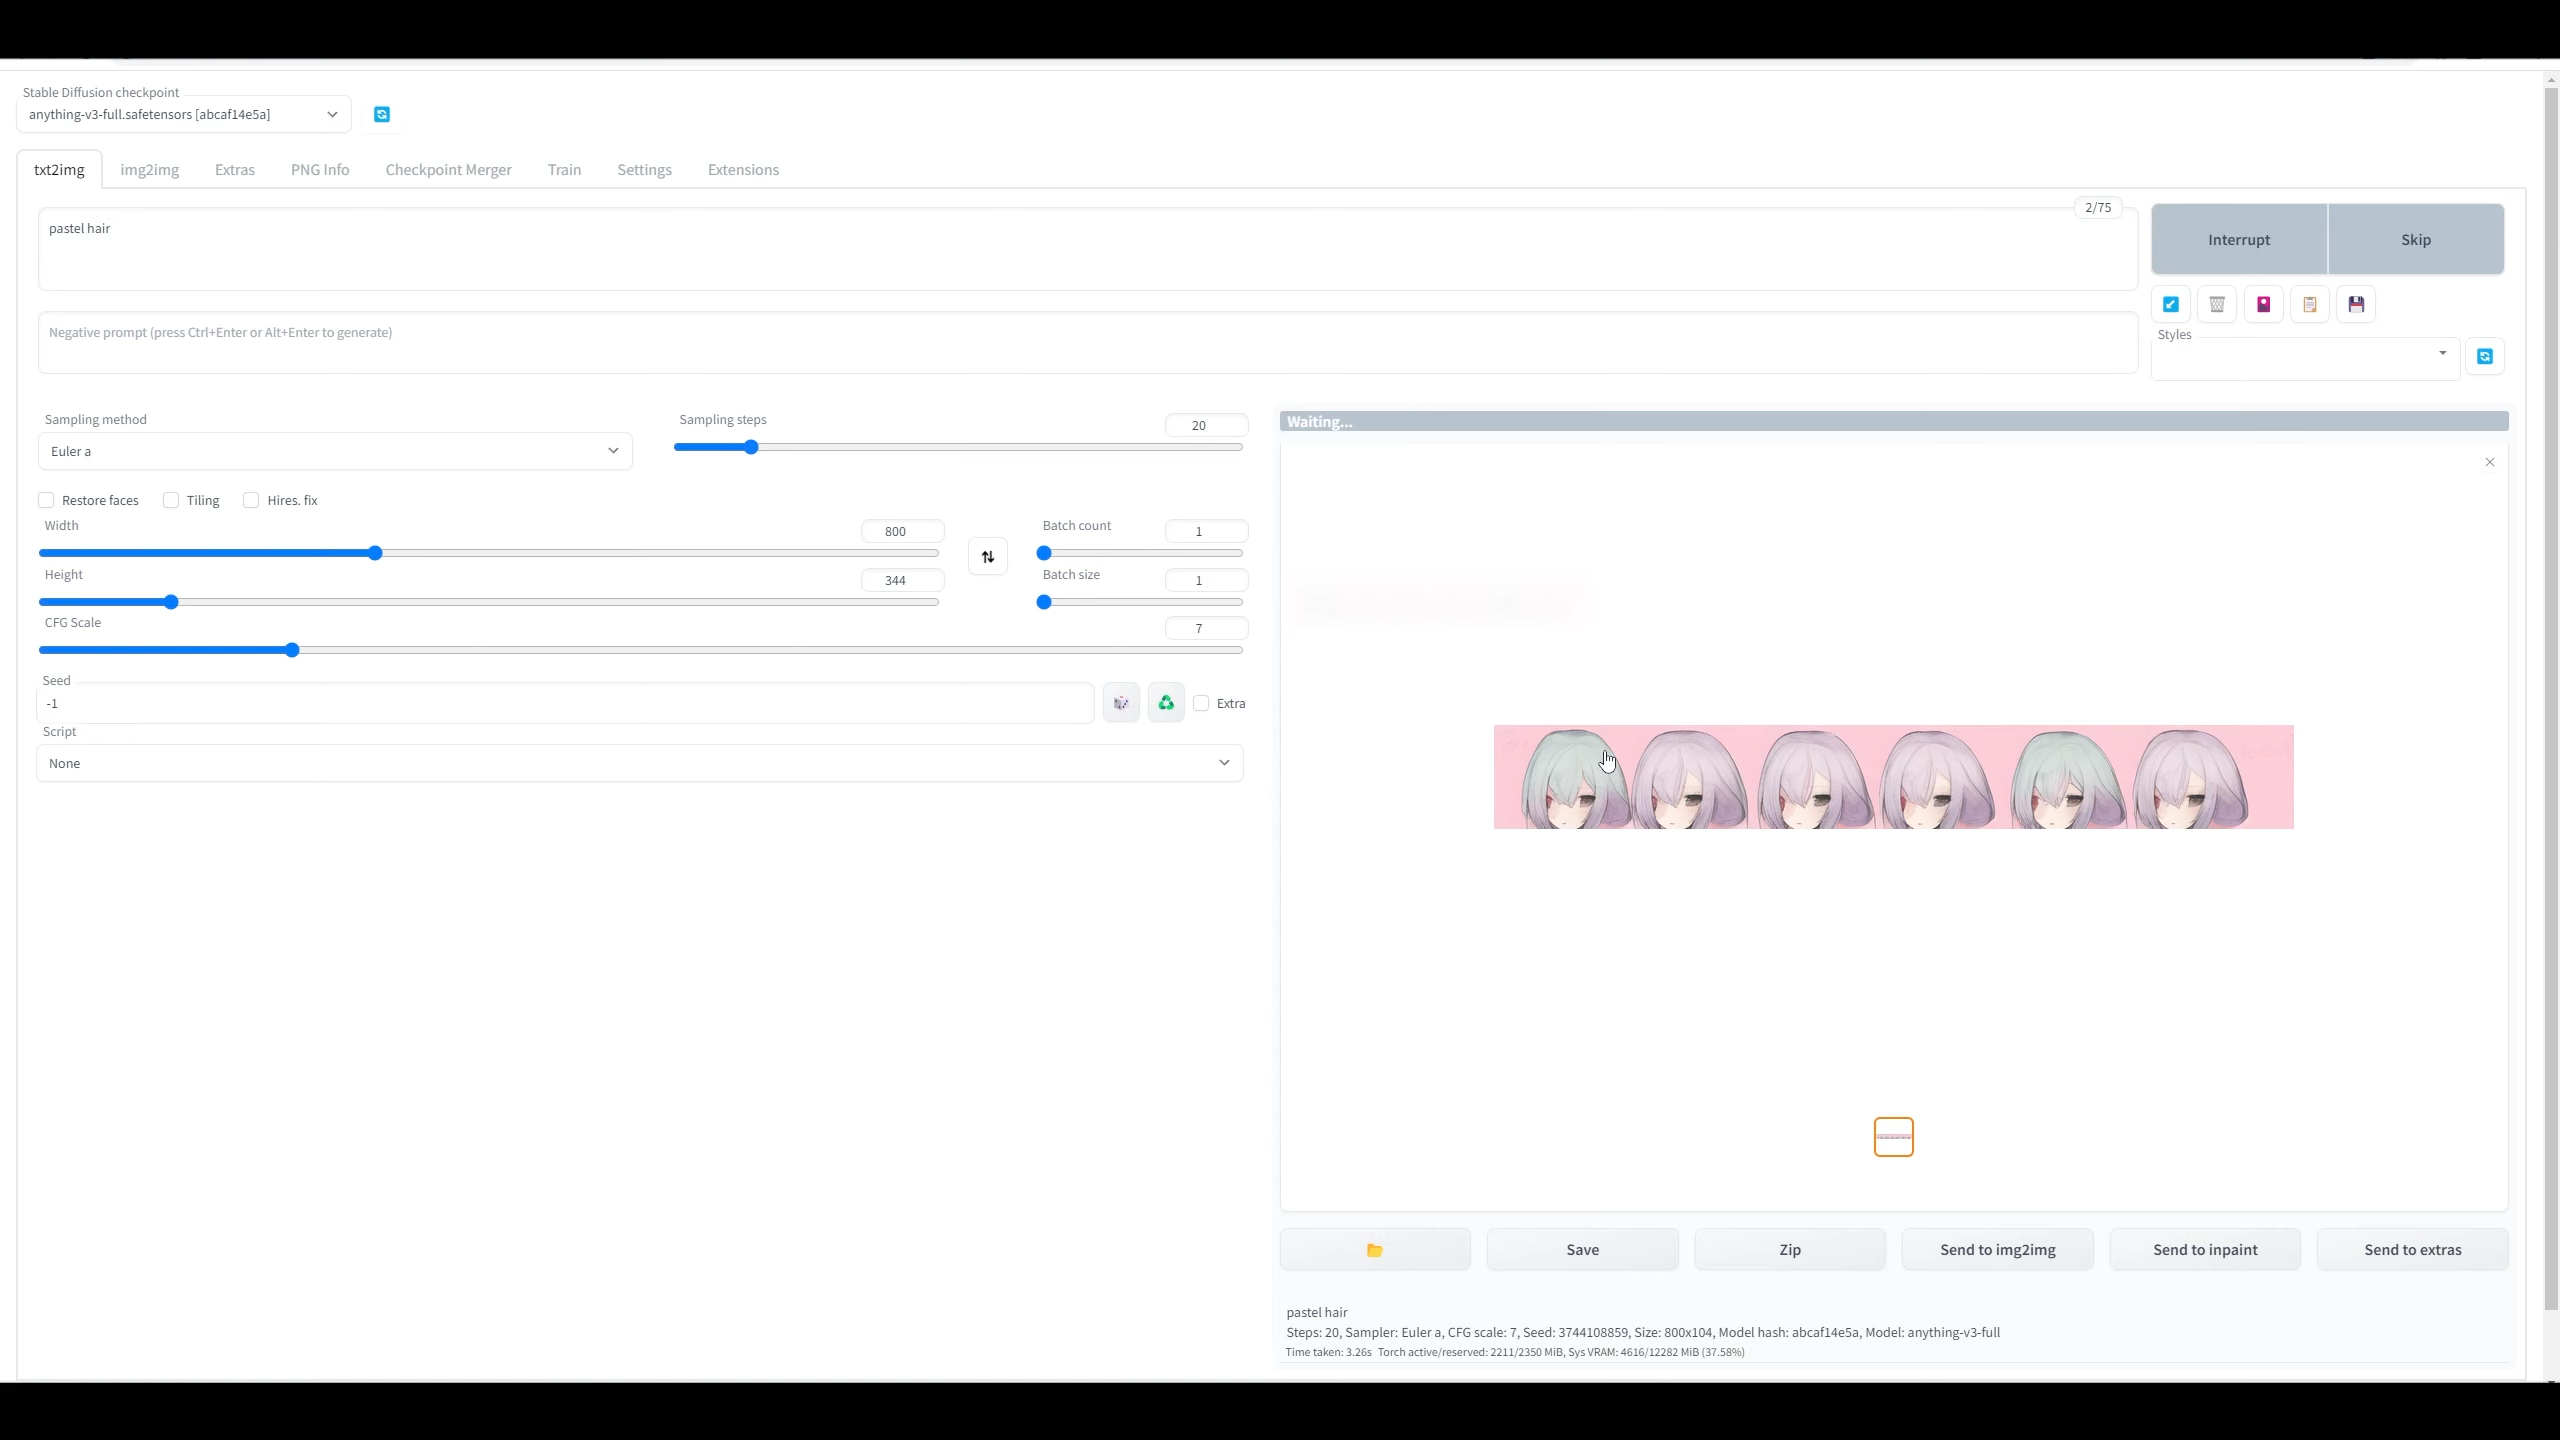 Stable Diffusion checkpoint
anything-v3-full.safetensors [abcaf14e5a]
txt2img img2img Extras PNG Info Checkpoint Merger Train Settings Extensions
2/75
pastel hair
Interrupt Skip
Negative prompt (press Ctrl+Enter or Alt+Enter to generate)
Styles
Sampling method
Euler a
Sampling steps
20
Waiting...
Restore faces Tiling Hires. fix
Width
800
Batch count
1
Height
344
Batch size
1
CFG Scale
7
Seed
-1
Extra
Script
None
Save Zip Send to img2img Send to inpaint Send to extras
pastel hair
Steps: 20, Sampler: Euler a, CFG scale: 7, Seed: 3744108859, Size: 800x104, Model hash: abcaf14e5a, Model: anything-v3-full
Time taken: 3.26s Torch active/reserved: 2211/2350 MiB, Sys VRAM: 4616/12282 MiB (37.58%)